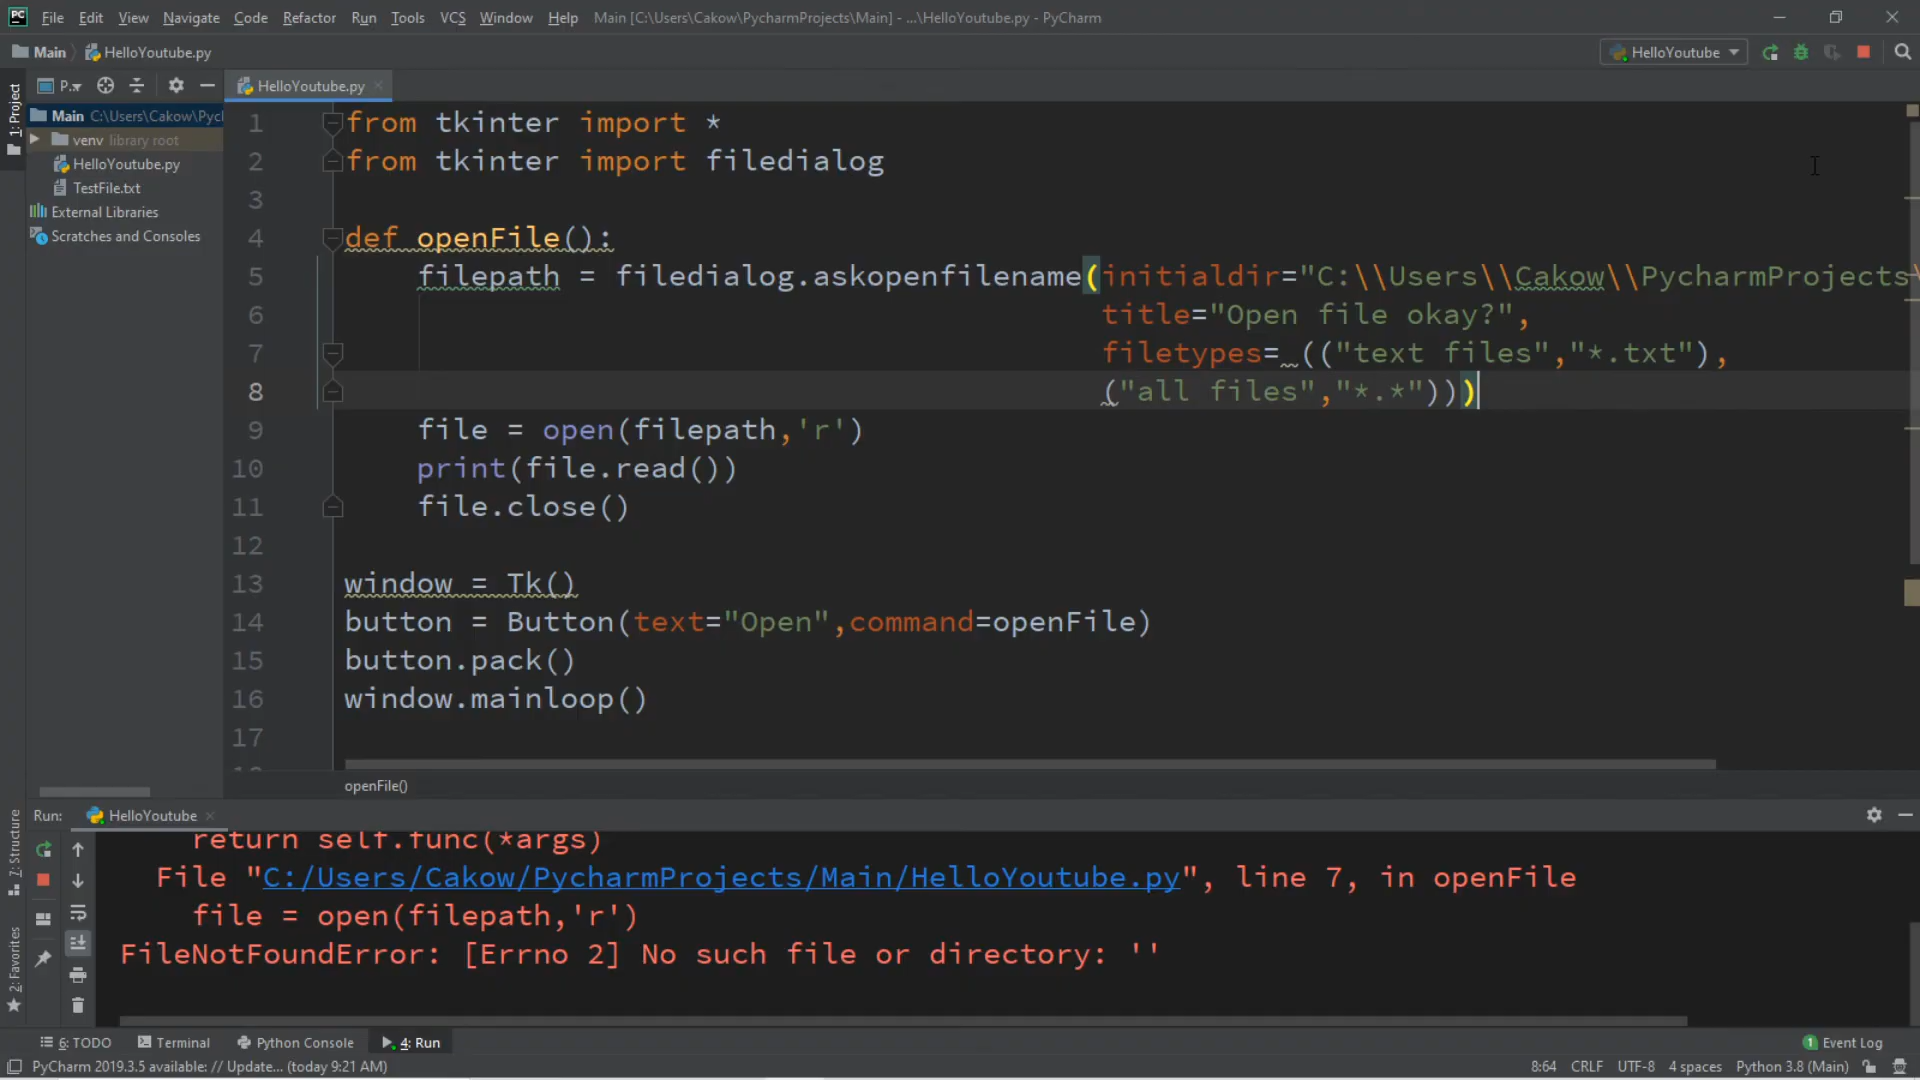 PC File Edit View Navigate Code Refactor Run Tools VCS Window Help Main [C:\Users\Cakow\PycharmProjects\Main] - ...\HelloYoutube.py - PyCharm
Main HelloYoutube.py HelloYoutube
P.. HelloYoutube.py
1: Project
Main C:\Users\Cakow\Pyc
venv library root
HelloYoutube.py
TestFile.txt
External Libraries
Scratches and Consoles
1 from tkinter import *
2 from tkinter import filedialog
3
4 def openFile():
5 filepath = filedialog.askopenfilename(initialdir="C:\\Users\\Cakow\\PycharmProjects\
6 title="Open file okay?",
7 filetypes= (("text files","*.txt"),
8 ("all files","*.*")))
9 file = open(filepath,'r')
10 print(file.read())
11 file.close()
12
13 window = Tk()
14 button = Button(text="Open",command=openFile)
15 button.pack()
16 window.mainloop()
17
openFile()
Run: HelloYoutube
7: Structure
2: Favorites
return self.func(*args)
File "C:/Users/Cakow/PycharmProjects/Main/HelloYoutube.py", line 7, in openFile
file = open(filepath,'r')
FileNotFoundError: [Errno 2] No such file or directory: ''
6: TODO Terminal Python Console 4: Run 1 Event Log
PyCharm 2019.3.5 available: // Update... (today 9:21 AM) 8:64 CRLF UTF-8 4 spaces Python 3.8 (Main)